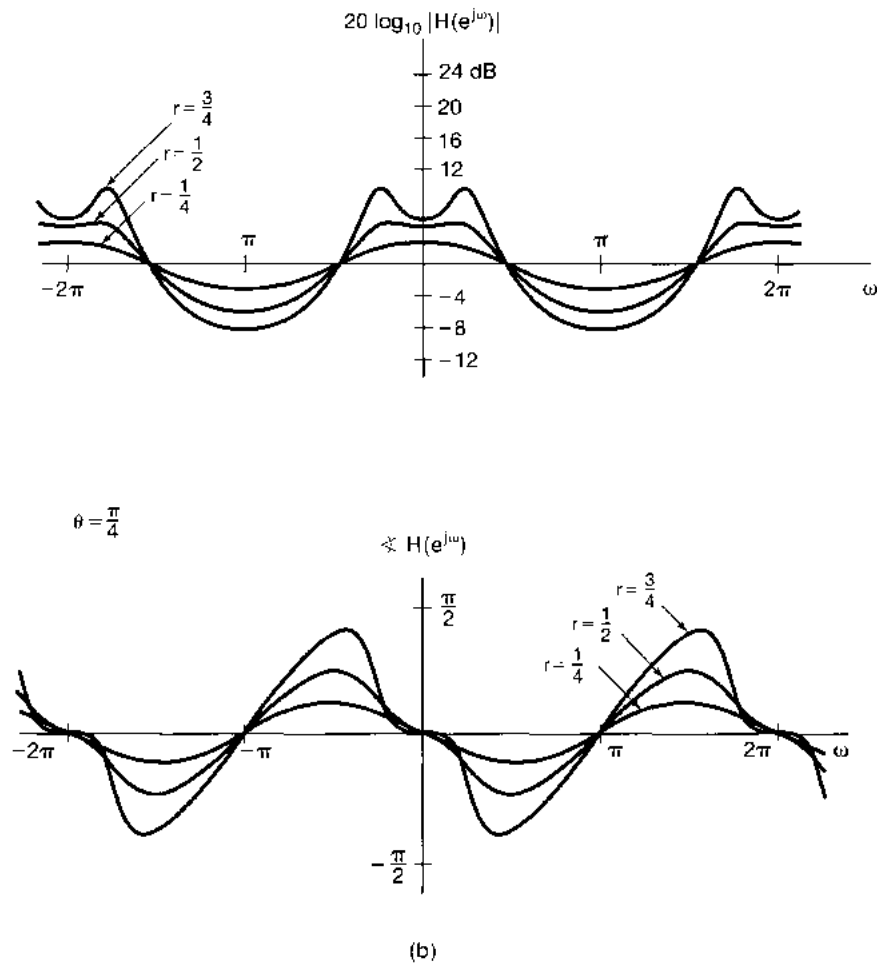 20 log₁₀ |H(e^{jω})|
24 dB
20
16
12
r = 3/4
r = 1/2
r = 1/4
π
π
−2π
2π
ω
−4
−8
−12
θ = π/4
∢ H(e^{jω})
π/2
r = 3/4
r = 1/2
r = 1/4
−2π
−π
π
2π
ω
−π/2
(b)